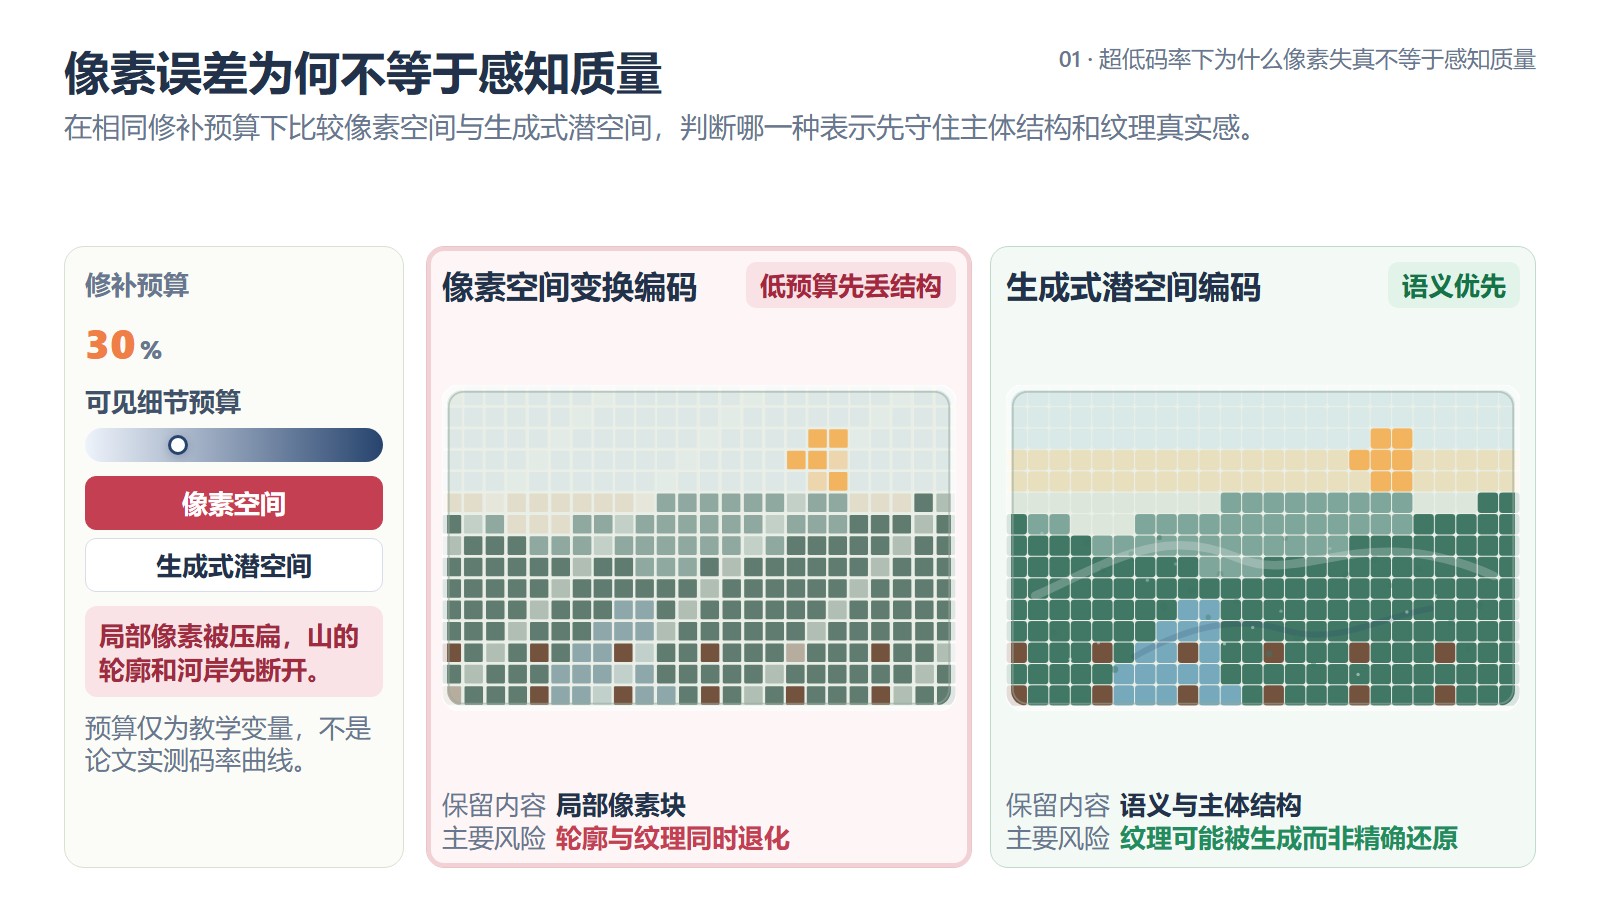 像素误差为何不等于感知质量
01 · 超低码率下为什么像素失真不等于感知质量
在相同修补预算下比较像素空间与生成式潜空间，判断哪一种表示先守住主体结构和纹理真实感。
修补预算
30 %
可见细节预算
像素空间
生成式潜空间
局部像素被压扁，山的
轮廓和河岸先断开。
预算仅为教学变量，不是
论文实测码率曲线。
像素空间变换编码
低预算先丢结构
保留内容 局部像素块
主要风险 轮廓与纹理同时退化
生成式潜空间编码
语义优先
保留内容 语义与主体结构
主要风险 纹理可能被生成而非精确还原